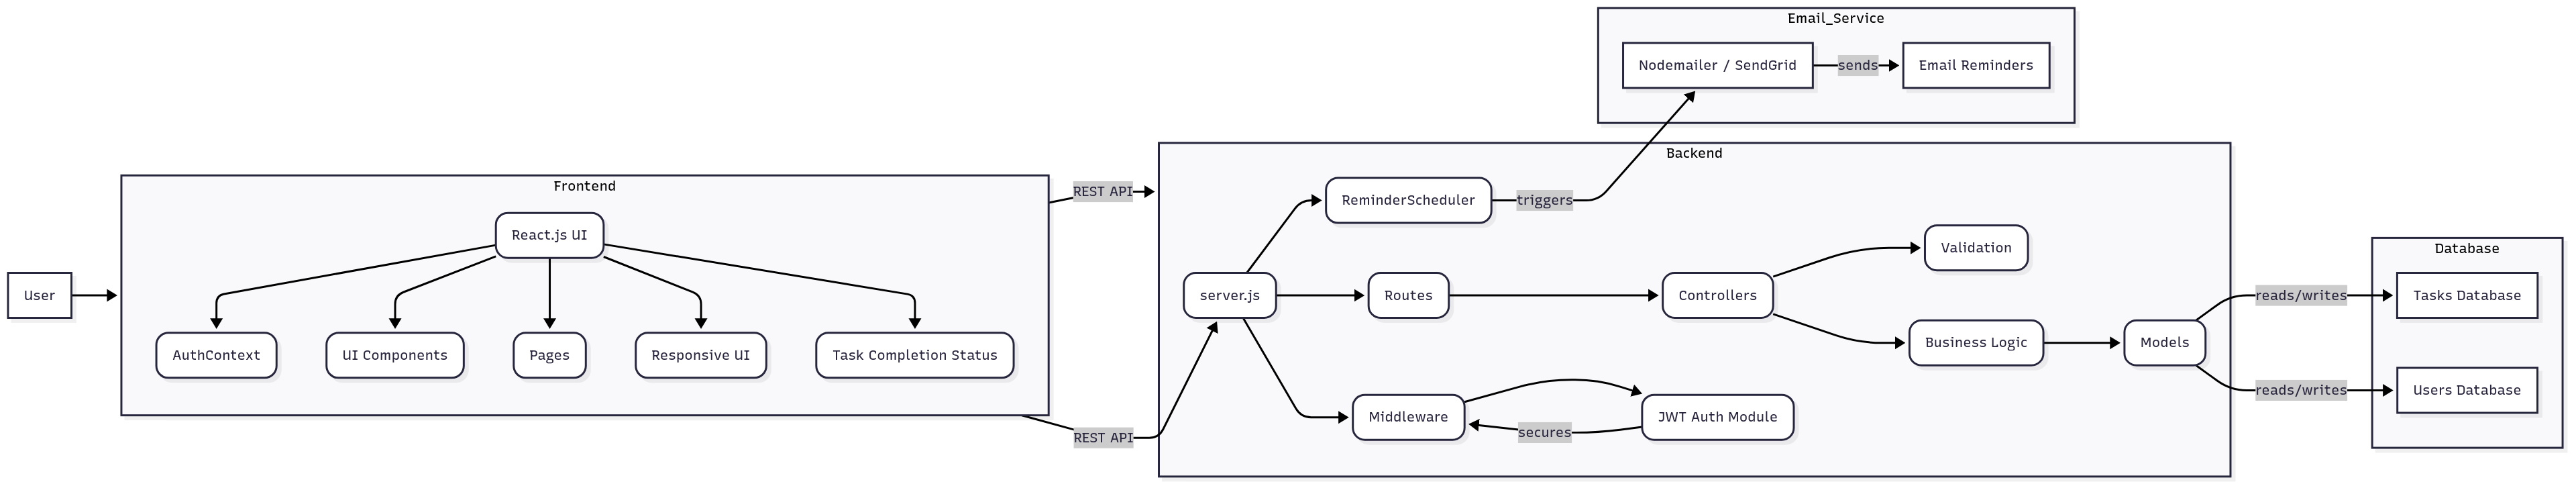 Email_Service
Nodemailer / SendGrid
sends
Email Reminders
Backend
Frontend
REST API
ReminderScheduler
triggers
React.js UI
Validation
Database
User
server.js
Routes
Controllers
reads/writes
Tasks Database
AuthContext
UI Components
Pages
Responsive UI
Task Completion Status
Business Logic
Models
reads/writes
Users Database
REST API
Middleware
secures
JWT Auth Module